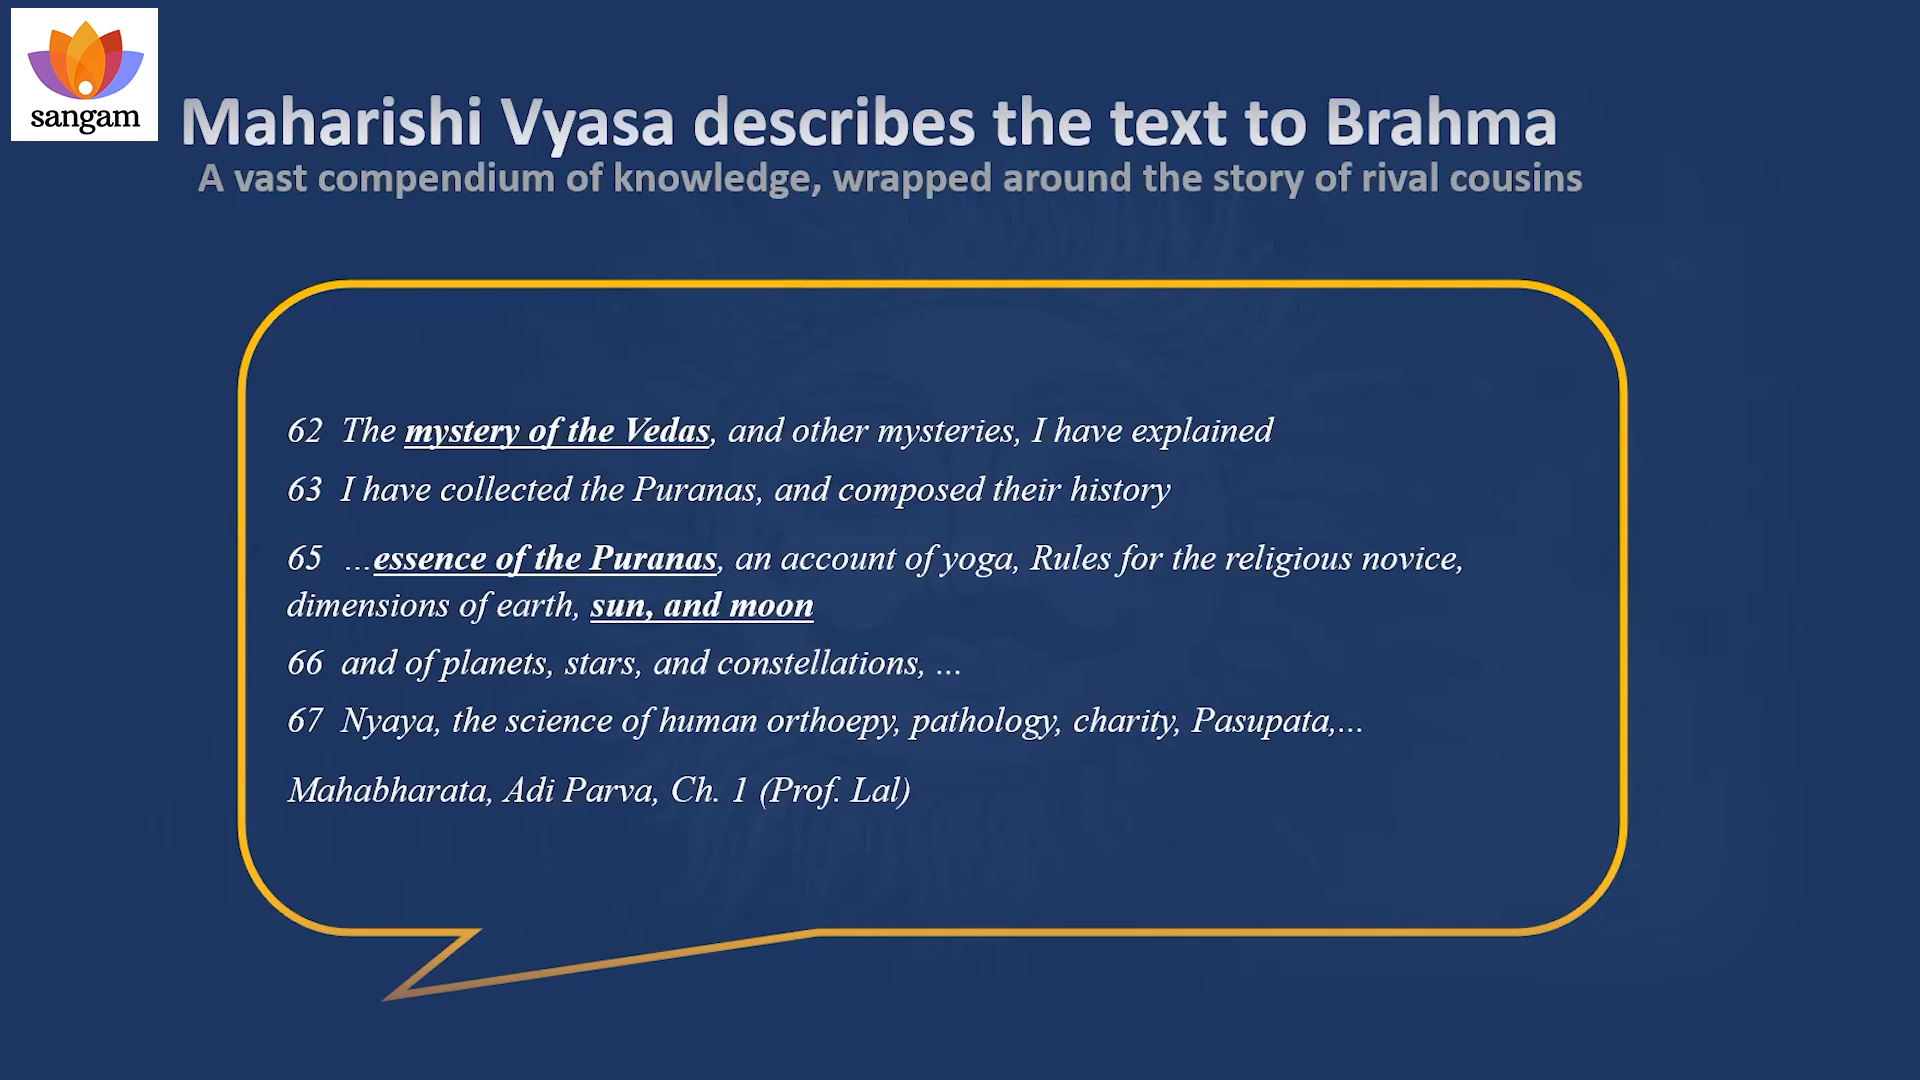 sangam
Maharishi Vyasa describes the text to Brahma
A vast compendium of knowledge, wrapped around the story of rival cousins
62 The mystery of the Vedas, and other mysteries, I have explained
63 I have collected the Puranas, and composed their history
65 ...essence of the Puranas, an account of yoga, Rules for the religious novice,
dimensions of earth, sun, and moon
66 and of planets, stars, and constellations, ...
67 Nyaya, the science of human orthoepy, pathology, charity, Pasupata,...
Mahabharata, Adi Parva, Ch. 1 (Prof. Lal)